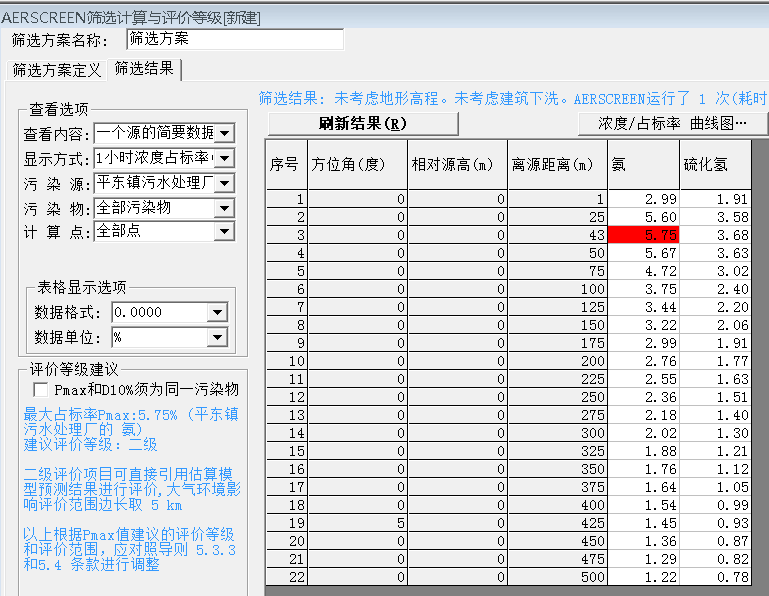 AERSCREEN筛选计算与评价等级[新建]
筛选方案名称: 筛选方案
筛选方案定义 筛选结果
筛选结果: 未考虑地形高程。未考虑建筑下洗。AERSCREEN运行了 1 次(耗时
刷新结果(R) 浓度/占标率 曲线图…
查看选项
查看内容: 一个源的简要数据
显示方式: 1小时浓度占标率
污 染 源: 平东镇污水处理厂
污 染 物: 全部污染物
计 算 点: 全部点
表格显示选项
数据格式: 0.0000
数据单位: %
评价等级建议
Pmax和D10%须为同一污染物
最大占标率Pmax:5.75% (平东镇
污水处理厂的 氨)
建议评价等级: 二级
二级评价项目可直接引用估算模
型预测结果进行评价,大气环境影
响评价范围边长取 5 km
以上根据Pmax值建议的评价等级
和评价范围, 应对照导则 5.3.3
和5.4 条款进行调整
序号 方位角(度) 相对源高(m) 离源距离(m) 氨 硫化氢
1 0 0 1 2.99 1.91
2 0 0 25 5.60 3.58
3 0 0 43 5.75 3.68
4 0 0 50 5.67 3.63
5 0 0 75 4.72 3.02
6 0 0 100 3.75 2.40
7 0 0 125 3.44 2.20
8 0 0 150 3.22 2.06
9 0 0 175 2.99 1.91
10 0 0 200 2.76 1.77
11 0 0 225 2.55 1.63
12 0 0 250 2.36 1.51
13 0 0 275 2.18 1.40
14 0 0 300 2.02 1.30
15 0 0 325 1.88 1.21
16 0 0 350 1.76 1.12
17 0 0 375 1.64 1.05
18 0 0 400 1.54 0.99
19 5 0 425 1.45 0.93
20 0 0 450 1.36 0.87
21 0 0 475 1.29 0.82
22 0 0 500 1.22 0.78